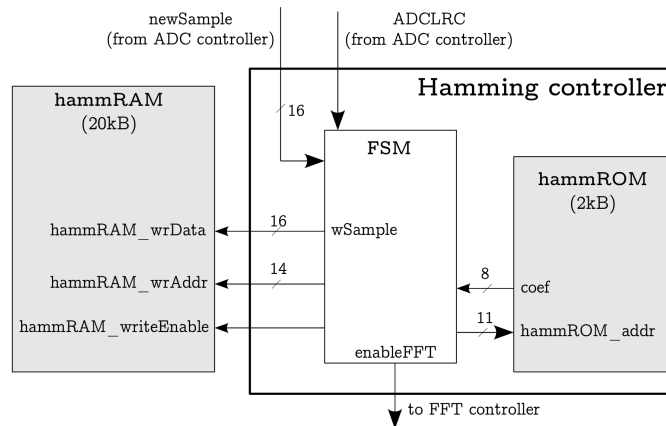 newSample
(from ADC controller)
ADCLRC
(from ADC controller)
Hamming controller
hammRAM
(20kB)
16
FSM
hammROM
(2kB)
hammRAM_wrData
16
wSample
hammRAM_wrAddr
14
8
coef
hammRAM_writeEnable
11
hammROM_addr
enableFFT
to FFT controller